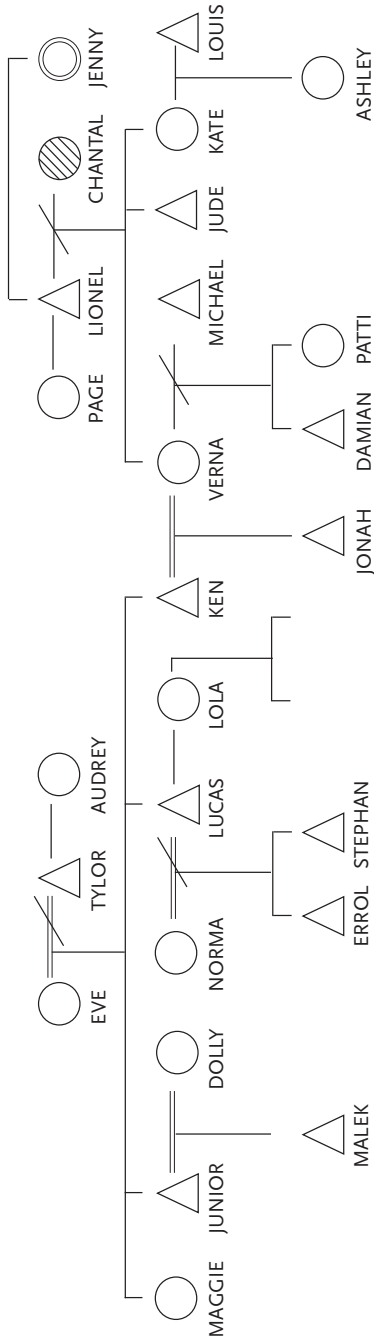 EVE
TYLOR
AUDREY
PAGE
LIONEL
CHANTAL
JENNY
MAGGIE
JUNIOR
DOLLY
NORMA
LUCAS
LOLA
KEN
VERNA
MICHAEL
JUDE
KATE
LOUIS
MALEK
ERROL
STEPHAN
JONAH
DAMIAN
PATTI
ASHLEY